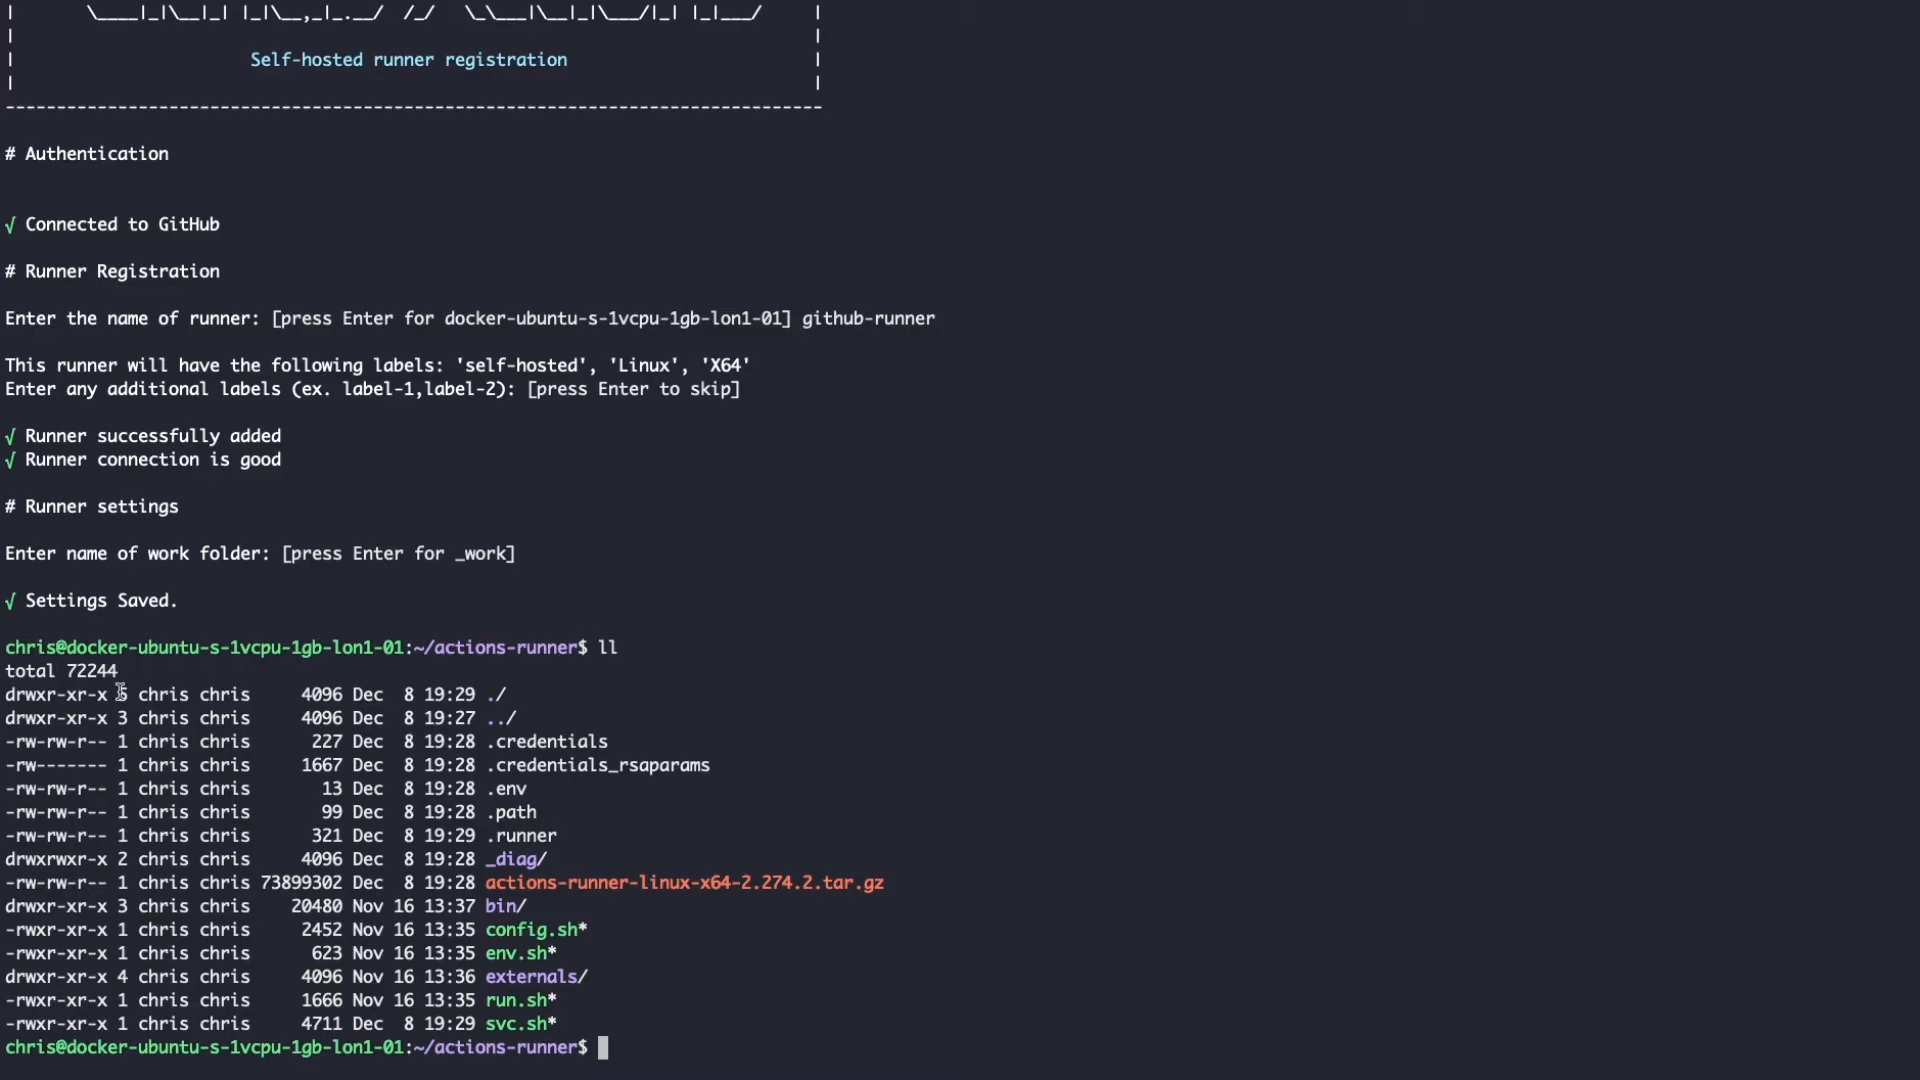 Self-hosted runner registration
# Authentication
√ Connected to GitHub
# Runner Registration
Enter the name of runner: [press Enter for docker-ubuntu-s-1vcpu-1gb-lon1-01] github-runner
This runner will have the following labels: 'self-hosted', 'Linux', 'X64'
Enter any additional labels (ex. label-1,label-2): [press Enter to skip]
√ Runner successfully added
√ Runner connection is good
# Runner settings
Enter name of work folder: [press Enter for _work]
√ Settings Saved.
chris@docker-ubuntu-s-1vcpu-1gb-lon1-01:~/actions-runner$ ll
total 72244
drwxr-xr-x 5 chris chris     4096 Dec  8 19:29 ./
drwxr-xr-x 3 chris chris     4096 Dec  8 19:27 ../
-rw-rw-r-- 1 chris chris      227 Dec  8 19:28 .credentials
-rw------- 1 chris chris     1667 Dec  8 19:28 .credentials_rsaparams
-rw-rw-r-- 1 chris chris       13 Dec  8 19:28 .env
-rw-rw-r-- 1 chris chris       99 Dec  8 19:28 .path
-rw-rw-r-- 1 chris chris      321 Dec  8 19:29 .runner
drwxrwxr-x 2 chris chris     4096 Dec  8 19:28 _diag/
-rw-rw-r-- 1 chris chris 73899302 Dec  8 19:28 actions-runner-linux-x64-2.274.2.tar.gz
drwxr-xr-x 3 chris chris    20480 Nov 16 13:37 bin/
-rwxr-xr-x 1 chris chris     2452 Nov 16 13:35 config.sh*
-rwxr-xr-x 1 chris chris      623 Nov 16 13:35 env.sh*
drwxr-xr-x 4 chris chris     4096 Nov 16 13:36 externals/
-rwxr-xr-x 1 chris chris     1666 Nov 16 13:35 run.sh*
-rwxr-xr-x 1 chris chris     4711 Dec  8 19:29 svc.sh*
chris@docker-ubuntu-s-1vcpu-1gb-lon1-01:~/actions-runner$